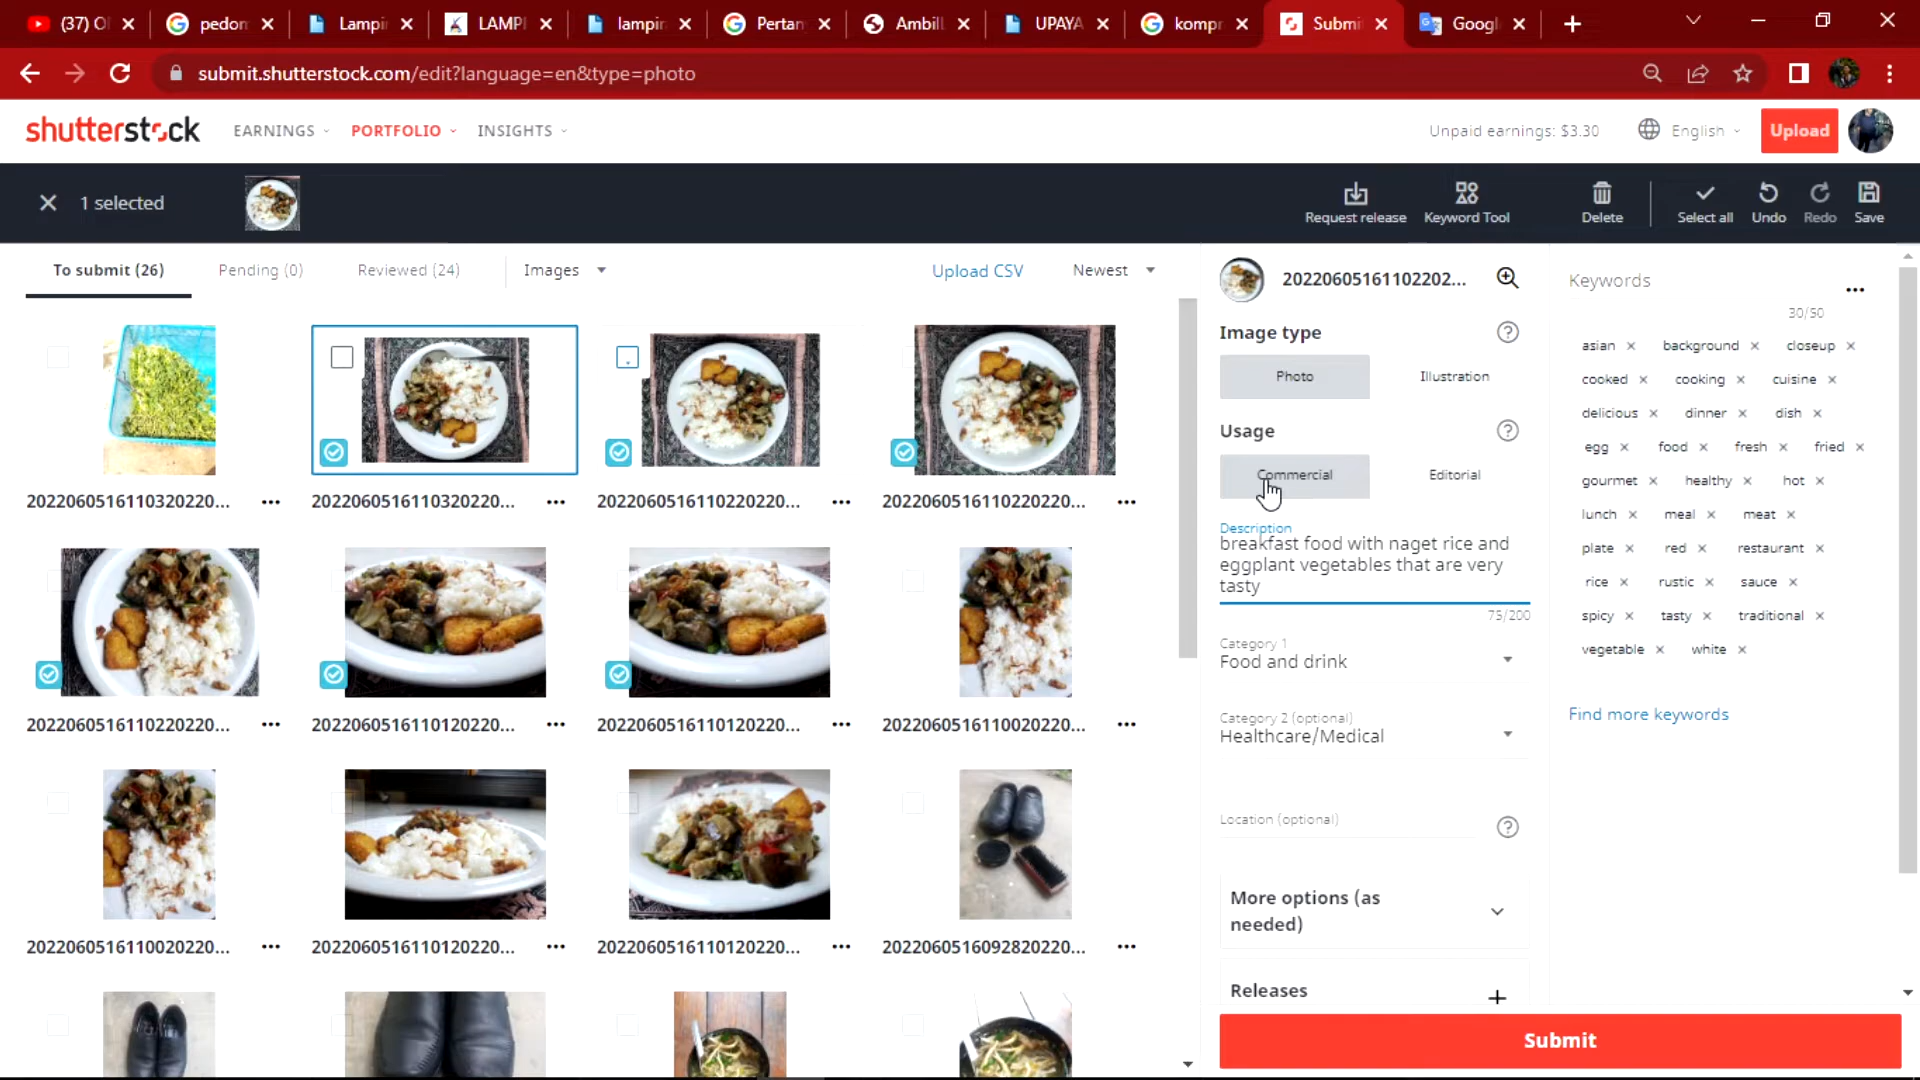 (37) O
pedom
Lampi
LAMPI
lampir
Pertan
Ambil
UPAYA
kompr
Submi
Googl
submit.shutterstock.com/edit?language=en&type=photo
shutterstock
EARNINGS
PORTFOLIO
INSIGHTS
Unpaid earnings: $3.30
English
Upload
1 selected
Request release
Keyword Tool
Delete
Select all
Undo
Redo
Save
To submit (26)
Pending (0)
Reviewed (24)
Images
Upload CSV
Newest
2022060516110320220...
2022060516110320220...
2022060516110220220...
2022060516110220220...
2022060516110220220...
2022060516110120220...
2022060516110120220...
2022060516110020220...
2022060516110020220...
2022060516110120220...
2022060516110120220...
2022060516092820220...
20220605161102202...
Image type
Photo
Illustration
Usage
Commercial
Editorial
Description
breakfast food with naget rice and
eggplant vegetables that are very
tasty
75/200
Category 1
Food and drink
Category 2 (optional)
Healthcare/Medical
Location (optional)
More options (as
needed)
Releases
Submit
Keywords
30/50
asian background closeup
cooked cooking cuisine
delicious dinner dish
egg food fresh fried
gourmet healthy hot
lunch meal meat
plate red restaurant
rice rustic sauce
spicy tasty traditional
vegetable white
Find more keywords